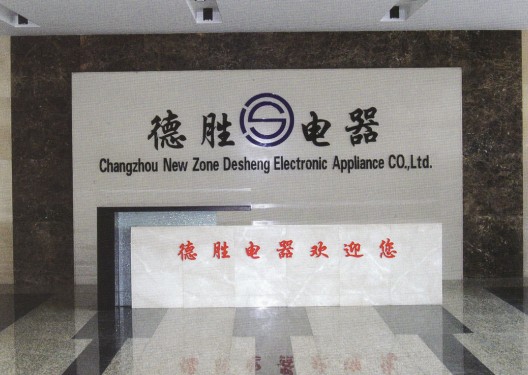 德胜电器
Changzhou New Zone Desheng Electronic Appliance CO.,Ltd.
德胜电器欢迎您